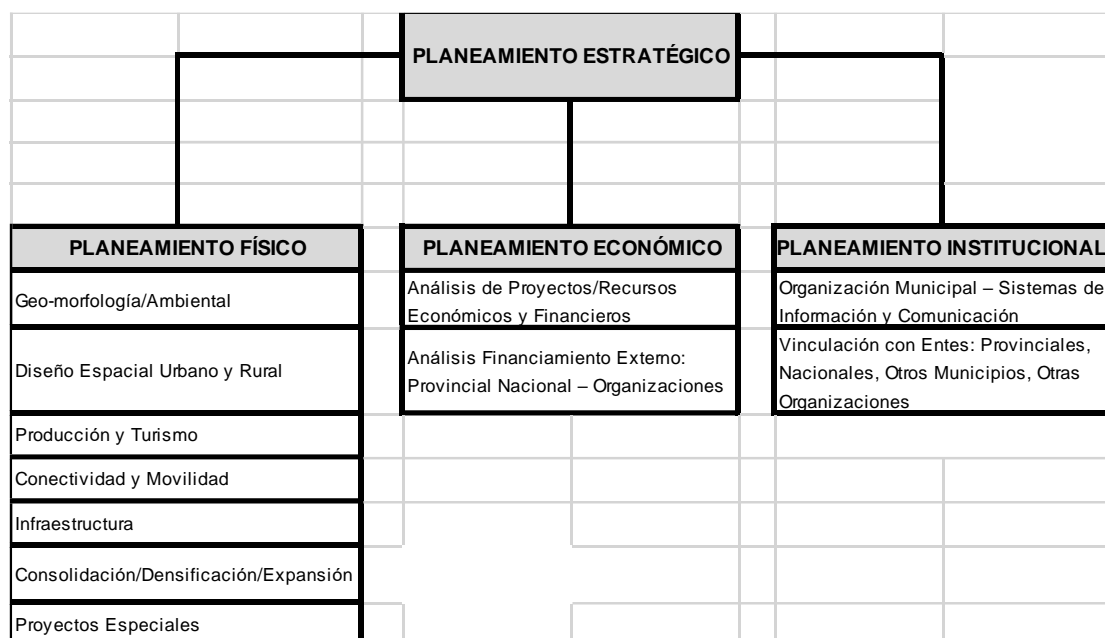 PLANEAMIENTO ESTRATÉGICO
PLANEAMIENTO FÍSICO
Geo-morfología/Ambiental
Diseño Espacial Urbano y Rural
Producción y Turismo
Conectividad y Movilidad
Infraestructura
Consolidación/Densificación/Expansión
Proyectos Especiales
PLANEAMIENTO ECONÓMICO
Análisis de Proyectos/Recursos
Económicos y Financieros
Análisis Financiamiento Externo:
Provincial Nacional – Organizaciones
PLANEAMIENTO INSTITUCIONAL
Organización Municipal – Sistemas de
Información y Comunicación
Vinculación con Entes: Provinciales,
Nacionales, Otros Municipios, Otras
Organizaciones